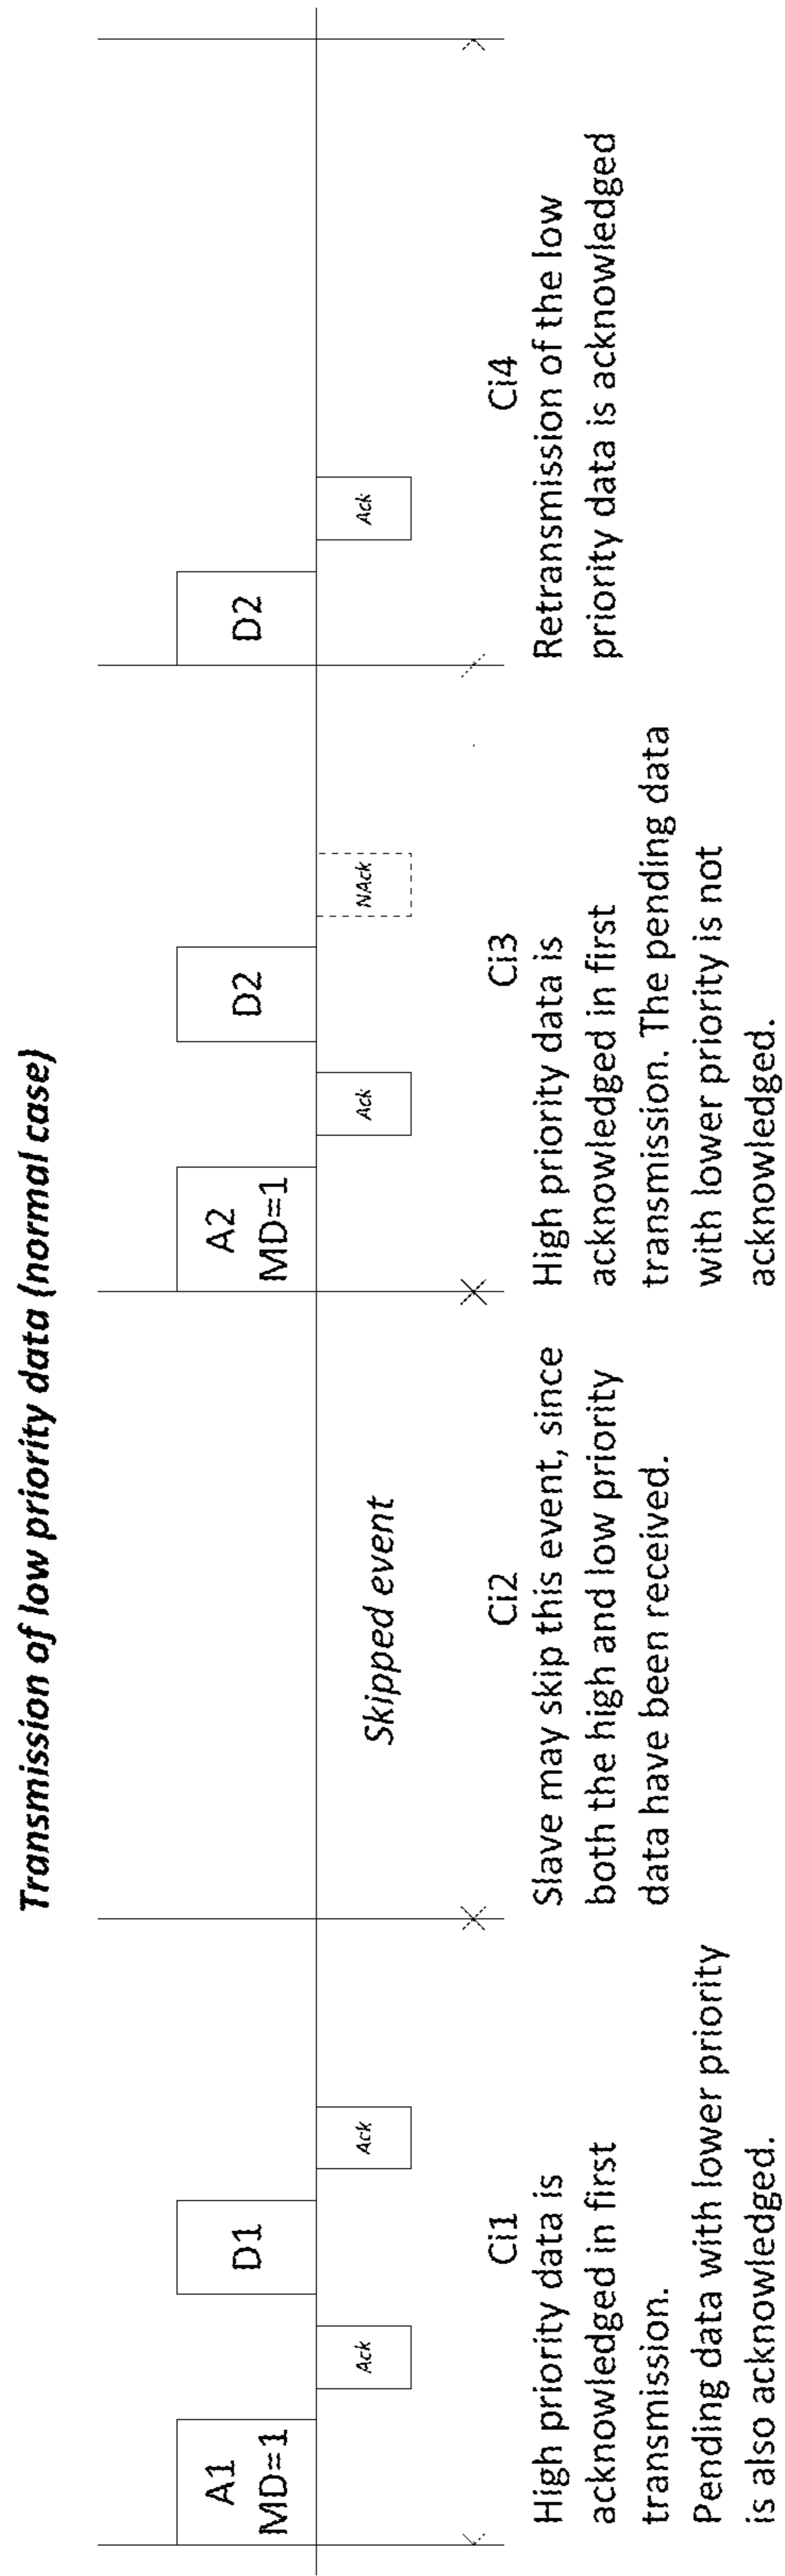 Transmission of low priority data (normal case)
A1
MD=1
Ack
D1
Ack
Skipped event
A2
MD=1
Ack
D2
NAck
D2
Ack
Ci1
High priority data is
acknowledged in first
transmission.
Pending data with lower priority
is also acknowledged.
Ci2
Slave may skip this event, since
both the high and low priority
data have been received.
Ci3
High priority data is
acknowledged in first
transmission. The pending data
with lower priority is not
acknowledged.
Ci4
Retransmission of the low
priority data is acknowledged